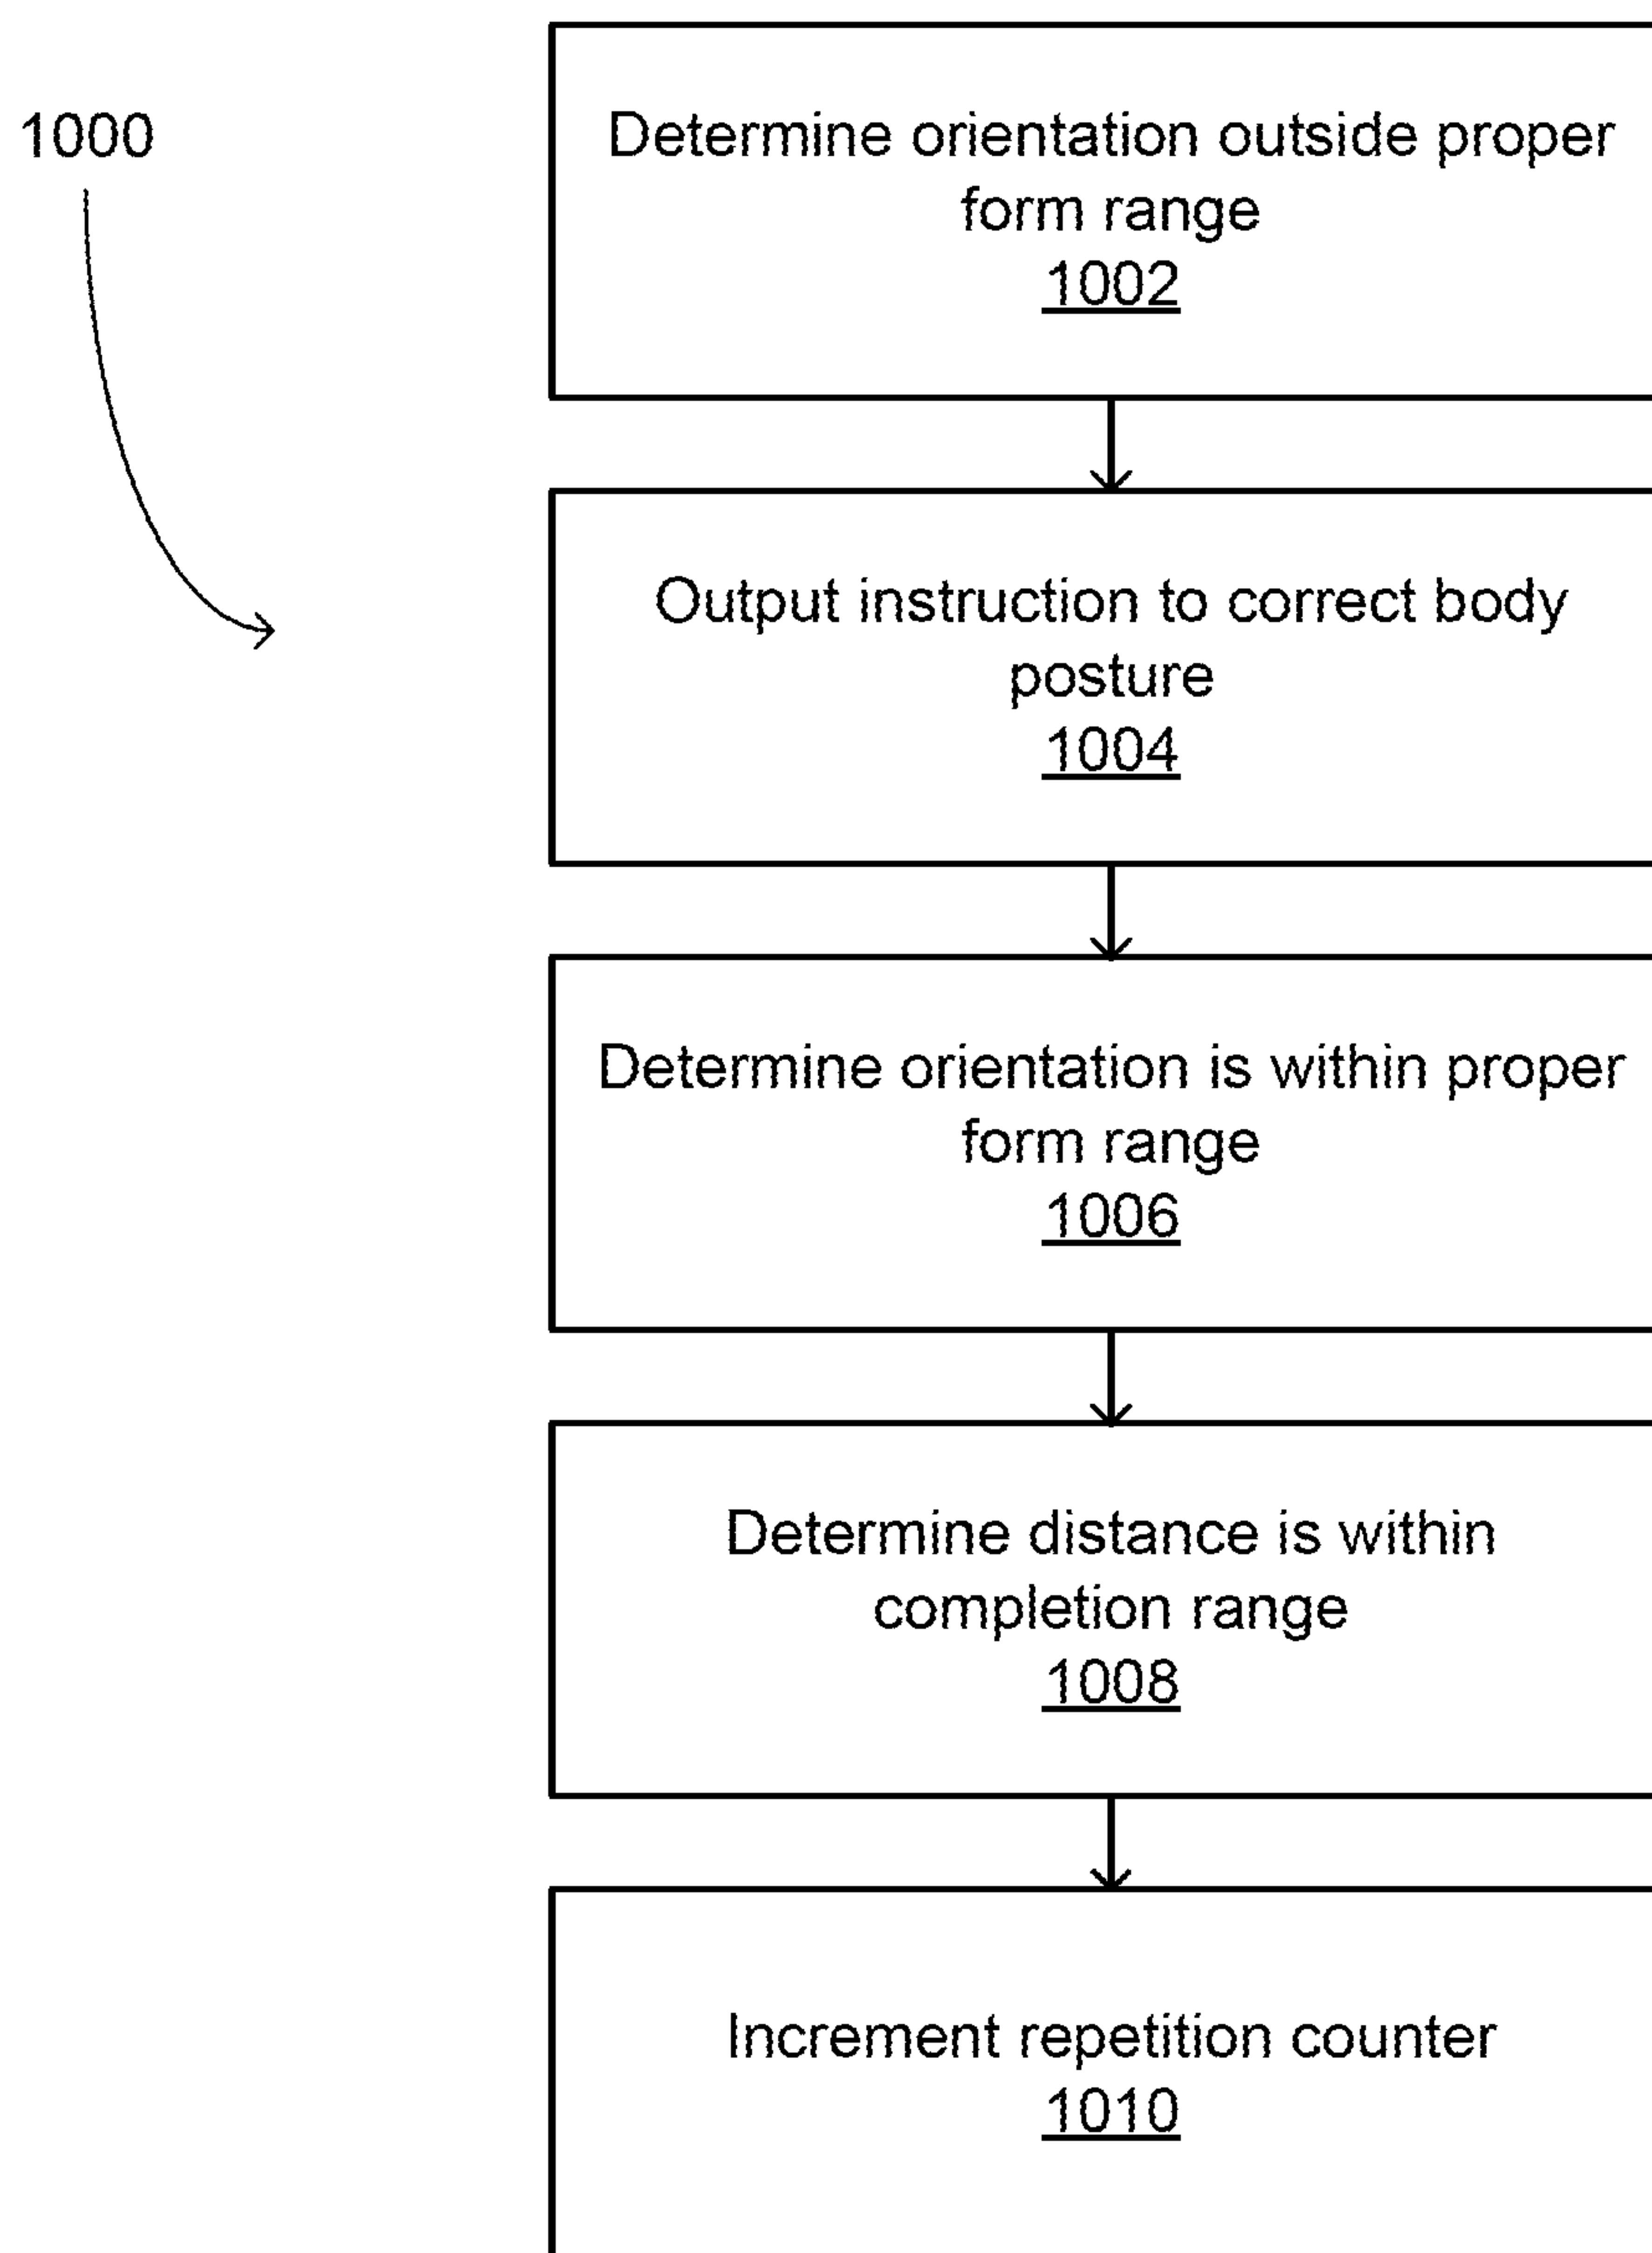 1000
Determine orientation outside proper
form range
1002
Output instruction to correct body
posture
1004
Determine orientation is within proper
form range
1006
Determine distance is within
completion range
1008
Increment repetition counter
1010